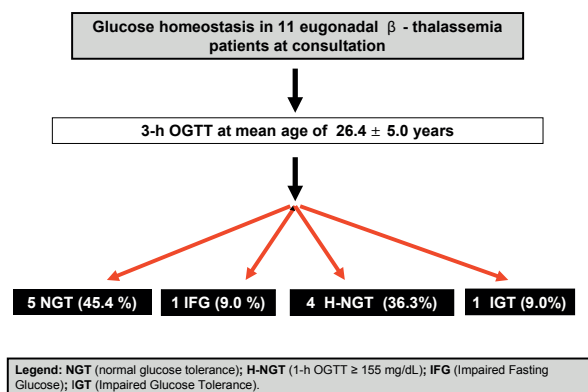 Glucose homeostasis in 11 eugonadal β - thalassemia
patients at consultation
3-h OGTT at mean age of 26.4 ± 5.0 years
5 NGT (45.4 %)
1 IFG (9.0 %)
4 H-NGT (36.3%)
1 IGT (9.0%)
Legend: NGT (normal glucose tolerance); H-NGT (1-h OGTT ≥ 155 mg/dL); IFG (Impaired Fasting
Glucose); IGT (Impaired Glucose Tolerance).